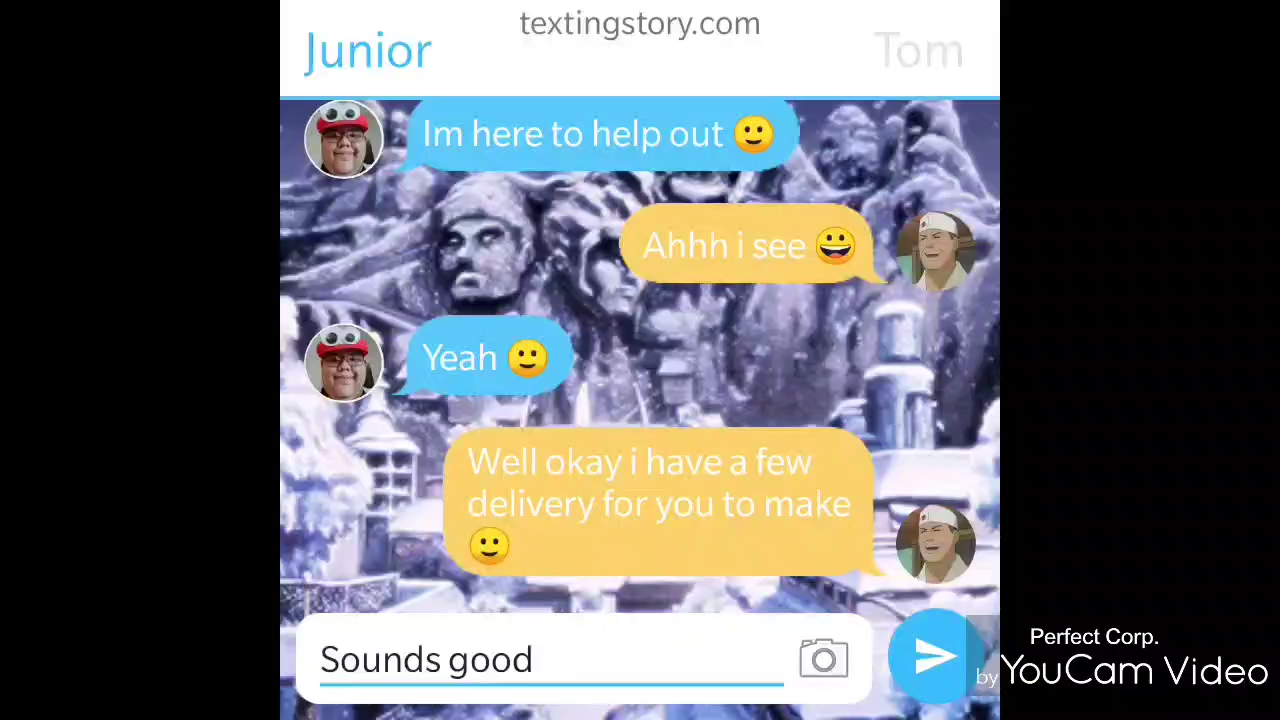 textingstory.com
Junior
Tom
Im here to help out 🙂
Ahhh i see 😀
Yeah 🙂
Well okay i have a few
delivery for you to make
🙂
Sounds good
Perfect Corp.
by YouCam Video